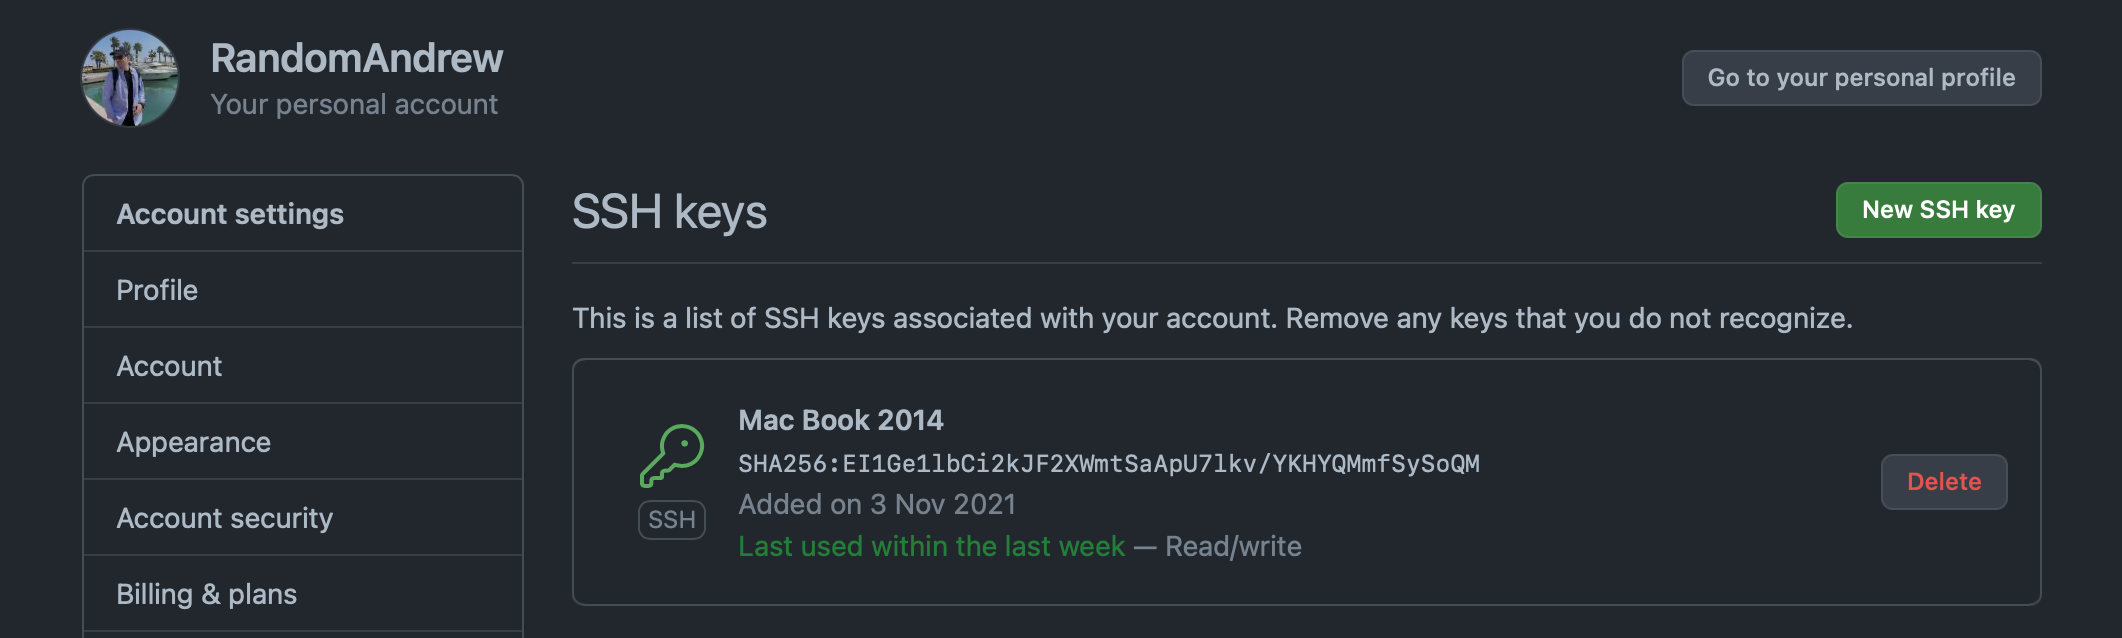 RandomAndrew
Your personal account
Go to your personal profile
Account settings
Profile
Account
Appearance
Account security
Billing & plans
SSH keys
New SSH key
This is a list of SSH keys associated with your account. Remove any keys that you do not recognize.
SSH
Mac Book 2014
SHA256:EI1Ge1lbCi2kJF2XWmtSaApU7lkv/YKHYQMmfSySoQM
Added on 3 Nov 2021
Last used within the last week — Read/write
Delete